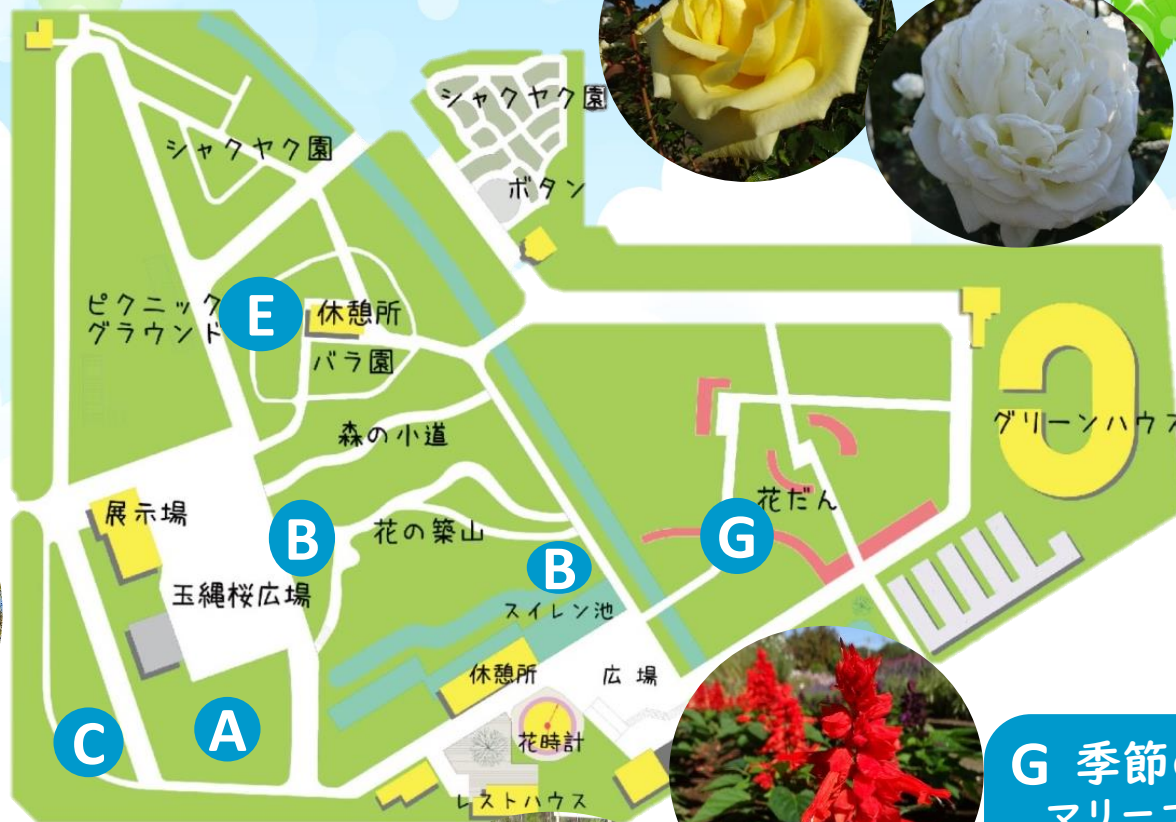 シャクヤク園
シャクヤク園
ボタン
ピクニック
グラウンド
E
休憩所
バラ園
グリーンハウス
森の小道
展示場
B
花の築山
花だん
G
B
玉縄桜広場
スイレン池
休憩所
広場
C
A
花時計
レストハウス
G 季節
マリー